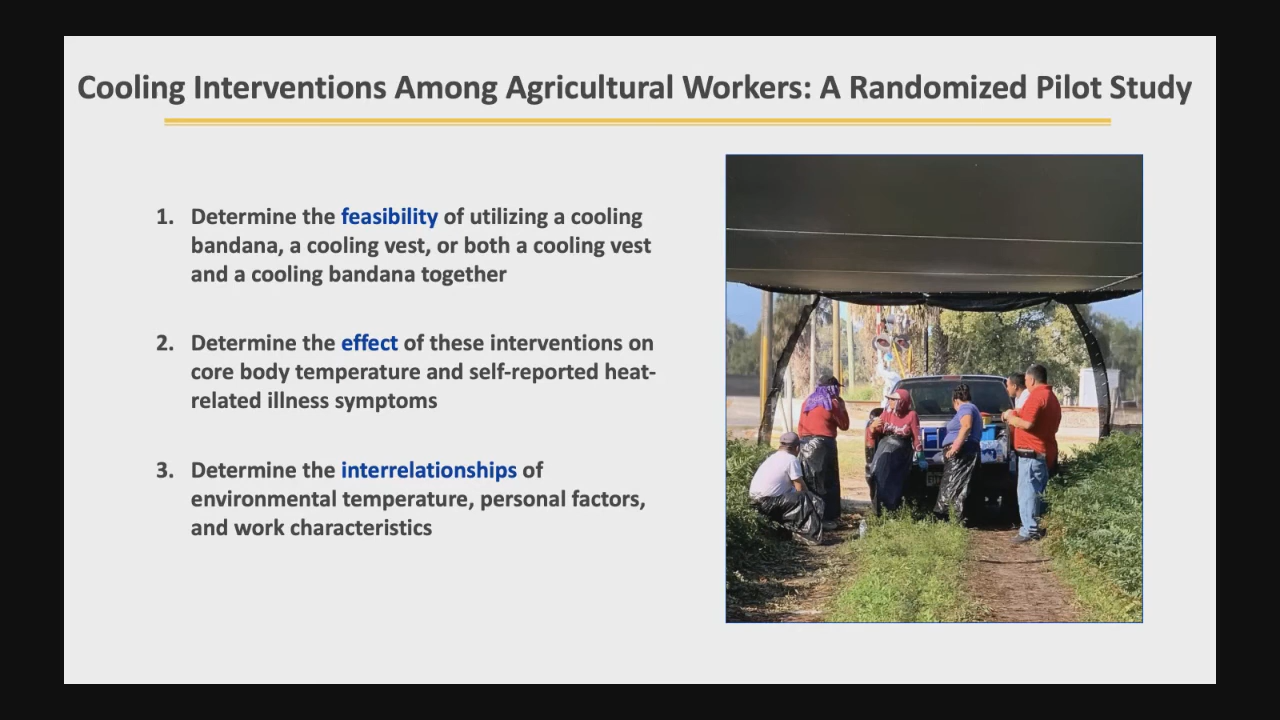 Cooling Interventions Among Agricultural Workers: A Randomized Pilot Study
1. Determine the feasibility of utilizing a cooling
bandana, a cooling vest, or both a cooling vest
and a cooling bandana together
2. Determine the effect of these interventions on
core body temperature and self-reported heat-
related illness symptoms
3. Determine the interrelationships of
environmental temperature, personal factors,
and work characteristics